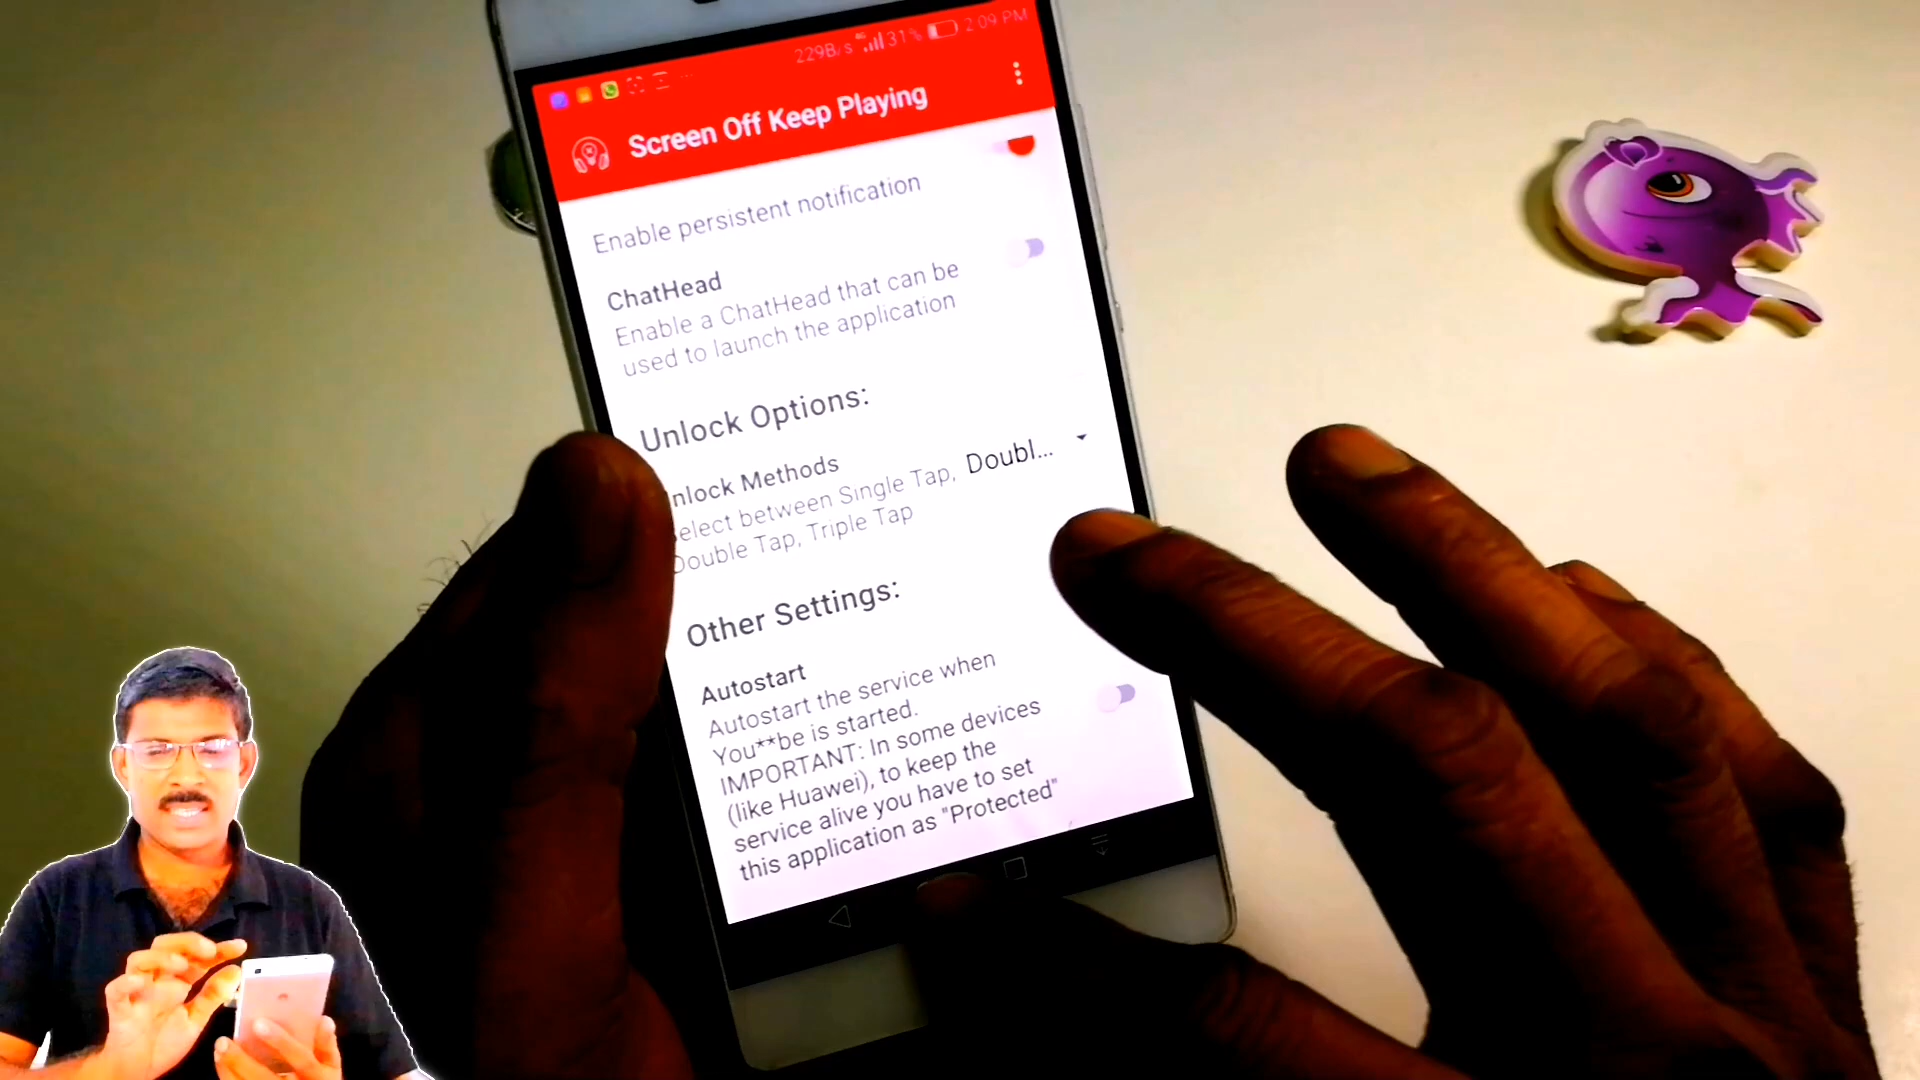 229B/s 4G 31% 2:09 PM
Screen Off Keep Playing
Enable persistent notification
ChatHead
Enable a ChatHead that can be
used to launch the application
Unlock Options:
nlock Methods
elect between Single Tap,
Double Tap, Triple Tap
Doubl...
Other Settings:
Autostart
Autostart the service when
You**be is started.
IMPORTANT: In some devices
(like Huawei), to keep the
service alive you have to set
this application as "Protected"